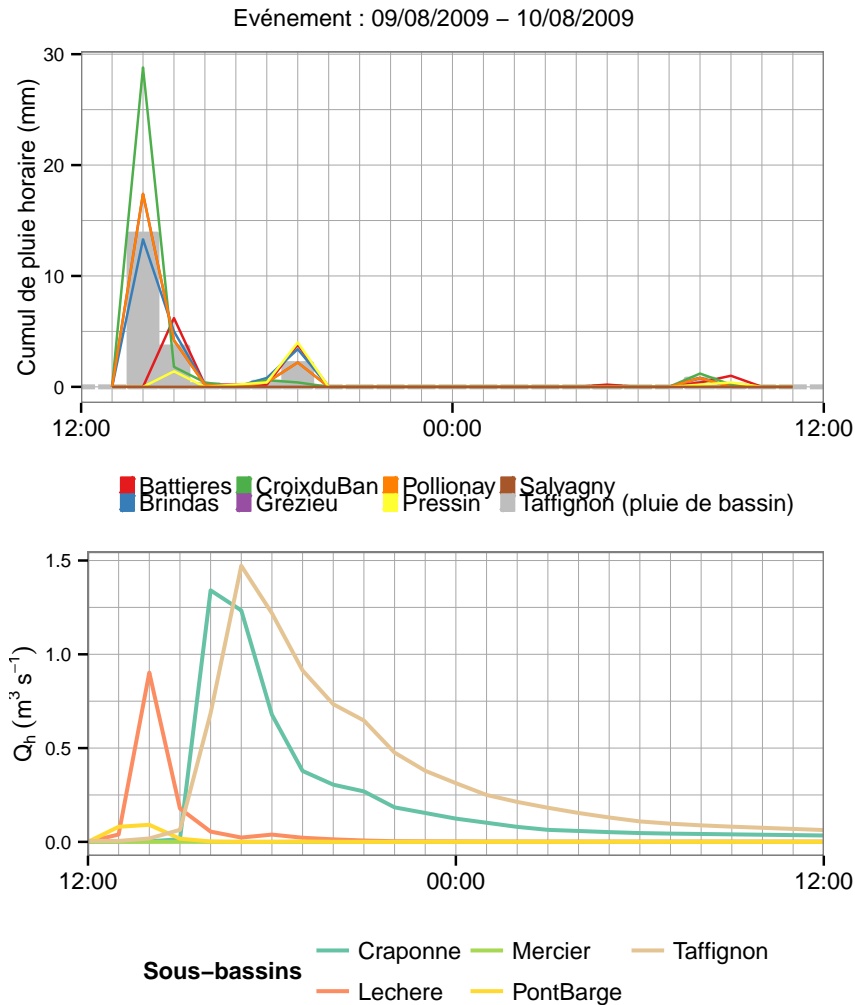 Evénement : 09/08/2009 − 10/08/2009
Cumul de pluie horaire (mm)
30
20
10
0
12:00 00:00 12:00
Battieres CroixduBan Pollionay Salvagny
Brindas Grézieu Pressin Taffignon (pluie de bassin)
Qh (m³ s⁻¹)
1.5
1.0
0.5
0.0
12:00 00:00 12:00
Sous−bassins
Craponne Mercier Taffignon
Lechere PontBarge